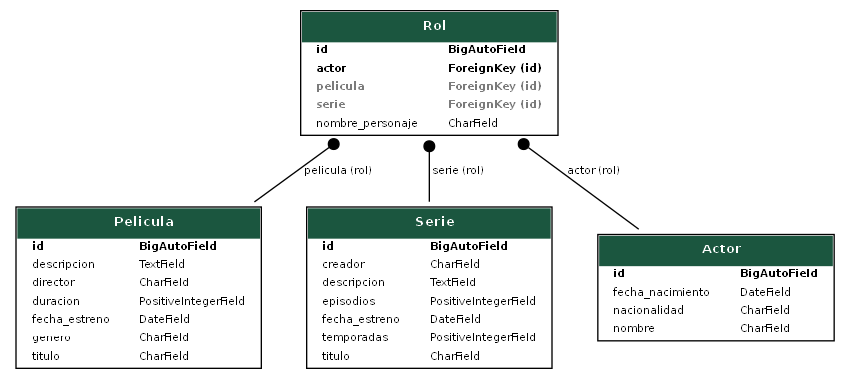 Rol
id BigAutoField
actor ForeignKey (id)
pelicula ForeignKey (id)
serie ForeignKey (id)
nombre_personaje CharField
pelicula (rol) serie (rol) actor (rol)
Pelicula
id BigAutoField
descripcion TextField
director CharField
duracion PositiveIntegerField
fecha_estreno DateField
genero CharField
titulo CharField
Serie
id BigAutoField
creador CharField
descripcion TextField
episodios PositiveIntegerField
fecha_estreno DateField
temporadas PositiveIntegerField
titulo CharField
Actor
id BigAutoField
fecha_nacimiento DateField
nacionalidad CharField
nombre CharField